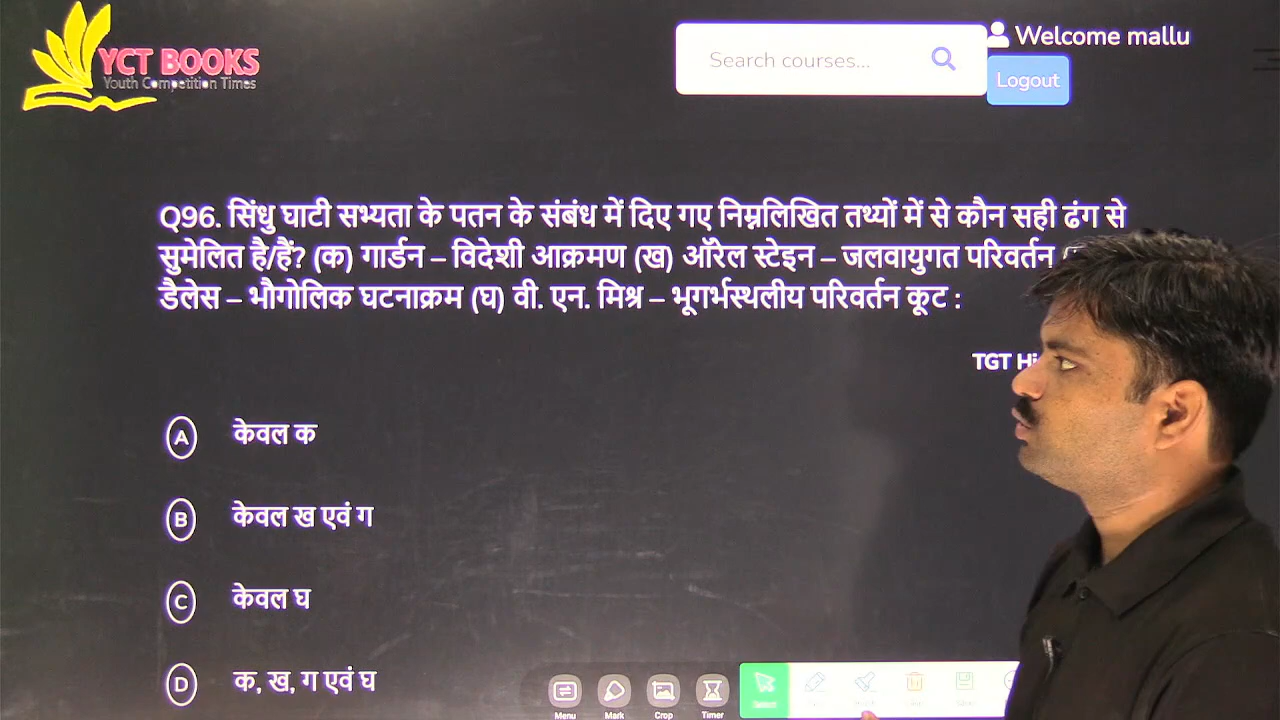 YCT BOOKS
Youth Competition Times
Search courses...
Welcome mallu
Logout
Q96. सिंधु घाटी सभ्यता के पतन के संबंध में दिए गए निम्नलिखित तथ्यों में से कौन सही ढंग से
सुमेलित है/हैं? (क) गार्डन – विदेशी आक्रमण (ख) ऑरेल स्टेइन – जलवायुगत परिवर्तन
डैलेस – भौगोलिक घटनाक्रम (घ) वी. एन. मिश्र – भूगर्भस्थलीय परिवर्तन कूट :
TGT
A केवल क
B केवल ख एवं ग
C केवल घ
D क, ख, ग एवं घ
Menu Mark Crop Timer Select